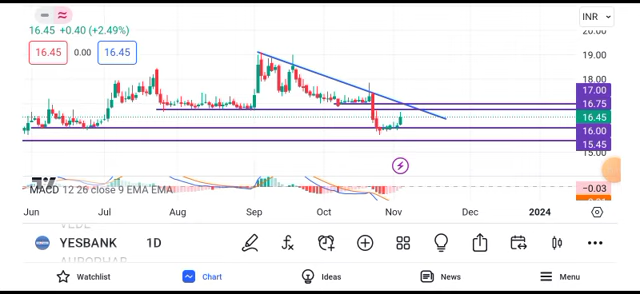 INR
20.00
16.45 +0.40 (+2.49%)
16.45 0.00 16.45
19.00
18.00
17.00
16.75
16.45
16.00
15.45
15.00
MACD 12 26 close 9 EMA EMA
−0.03
Jun Jul Aug Sep Oct Nov Dec 2024
YESBANK 1D
Watchlist Chart Ideas News Menu